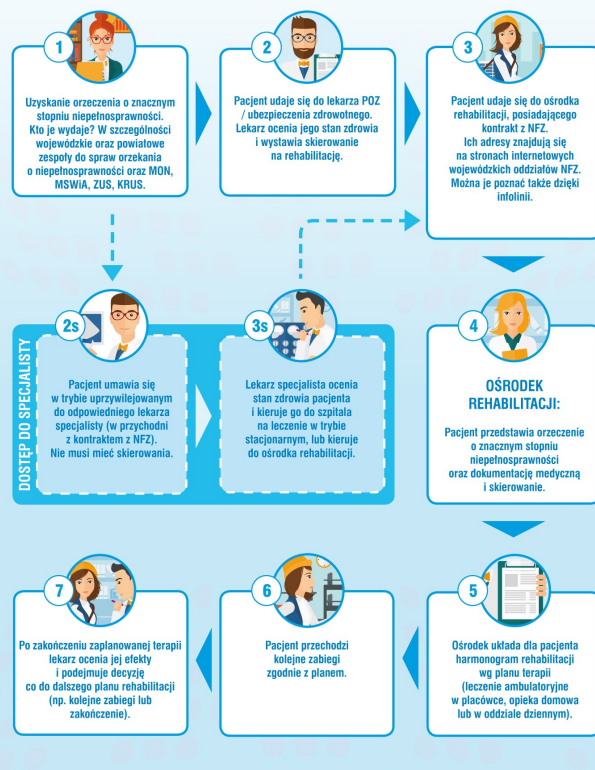 1
Uzyskanie orzeczenia o znacznym
stopniu niepełnosprawności.
Kto je wydaje? W szczególności
wojewódzkie oraz powiatowe
zespoły do spraw orzekania
o niepełnosprawności oraz MON,
MSWiA, ZUS, KRUS.
2
Pacjent udaje się do lekarza POZ
/ ubezpieczenia zdrowotnego.
Lekarz ocenia jego stan zdrowia
i wystawia skierowanie
na rehabilitację.
3
Pacjent udaje się do ośrodka
rehabilitacji, posiadającego
kontrakt z NFZ.
Ich adresy znajdują się
na stronach internetowych
wojewódzkich oddziałów NFZ.
Można je poznać także dzięki
infolinii.
DOSTĘP DO SPECJALISTY
2s
Pacjent umawia się
w trybie uprzywilejowanym
do odpowiedniego lekarza
specjalisty (w przychodni
z kontraktem z NFZ).
Nie musi mieć skierowania.
3s
Lekarz specjalista ocenia
stan zdrowia pacjenta
i kieruje go do szpitala
na leczenie w trybie
stacjonarnym, lub kieruje
do ośrodka rehabilitacji.
4
OŚRODEK
REHABILITACJI:
Pacjent przedstawia orzeczenie
o znacznym stopniu
niepełnosprawności
oraz dokumentację medyczną
i skierowanie.
5
Ośrodek układa dla pacjenta
harmonogram rehabilitacji
wg planu terapii
(leczenie ambulatoryjne
w placówce, opieka domowa
lub w oddziale dziennym).
6
Pacjent przechodzi
kolejne zabiegi
zgodnie z planem.
7
Po zakończeniu zaplanowanej terapii
lekarz ocenia jej efekty
i podejmuje decyzję
co do dalszego planu rehabilitacji
(np. kolejne zabiegi lub
zakończenie).